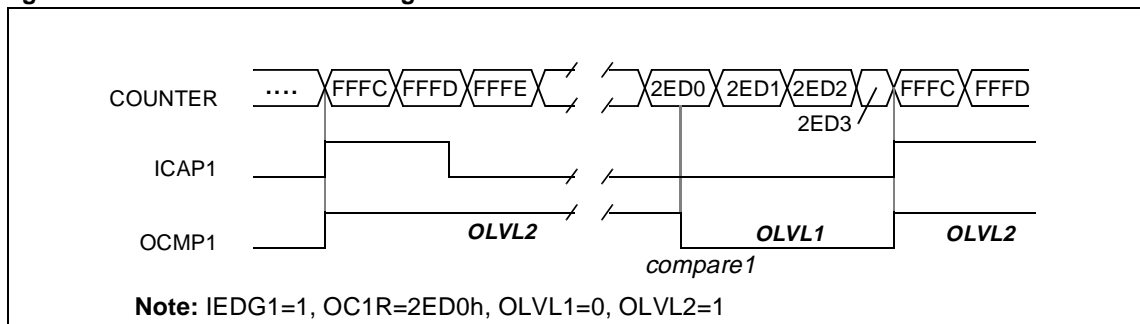 COUNTER .... FFFC FFFD FFFE 2ED0 2ED1 2ED2 FFFC FFFD
2ED3
ICAP1
OCMP1 OLVL2 OLVL1 OLVL2
compare1
Note: IEDG1=1, OC1R=2ED0h, OLVL1=0, OLVL2=1